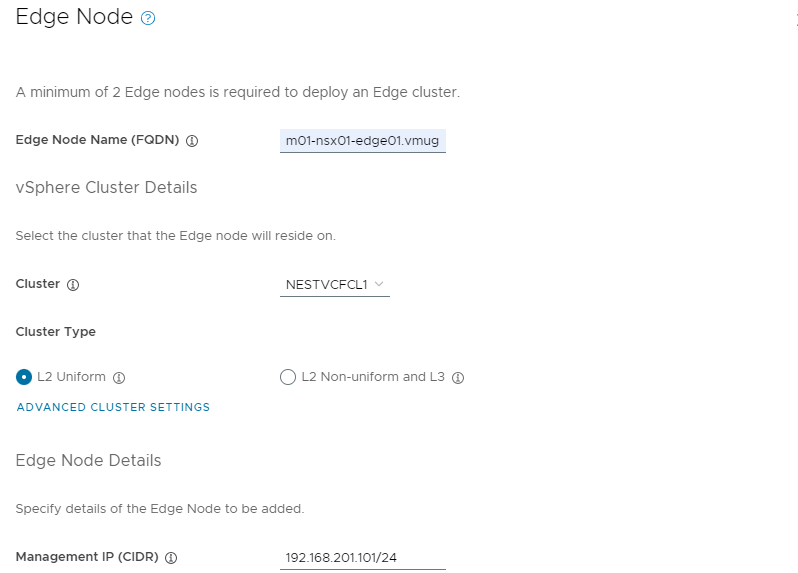 Edge Node
A minimum of 2 Edge nodes is required to deploy an Edge cluster.
Edge Node Name (FQDN) m01-nsx01-edge01.vmug
vSphere Cluster Details
Select the cluster that the Edge node will reside on.
Cluster NESTVCFCL1
Cluster Type
L2 Uniform L2 Non-uniform and L3
ADVANCED CLUSTER SETTINGS
Edge Node Details
Specify details of the Edge Node to be added.
Management IP (CIDR) 192.168.201.101/24